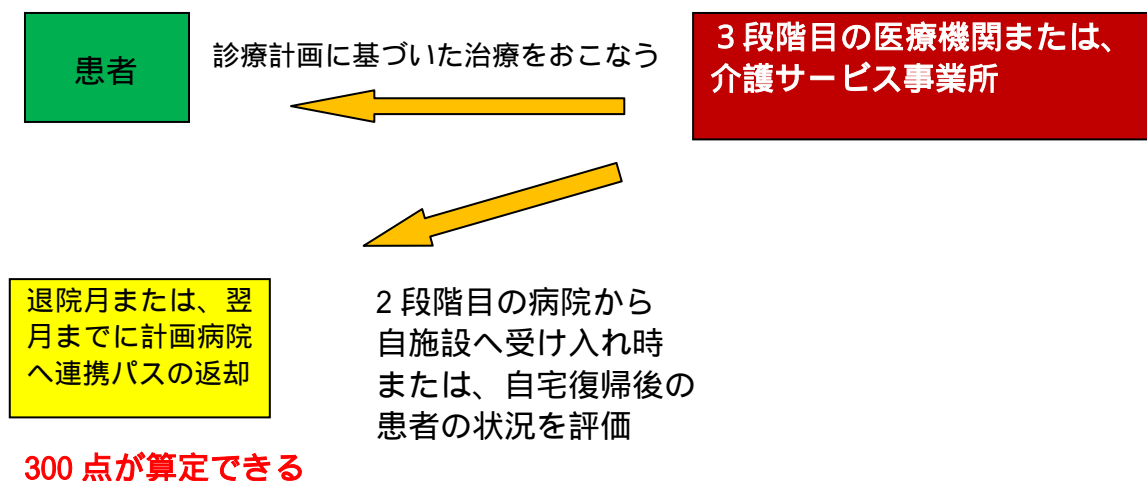 患者
診療計画に基づいた治療をおこなう
３段階目の医療機関または、
介護サービス事業所
退院月または、翌
月までに計画病院
へ連携パスの返却
２段階目の病院から
自施設へ受け入れ時
または、自宅復帰後の
患者の状況を評価
300 点が算定できる